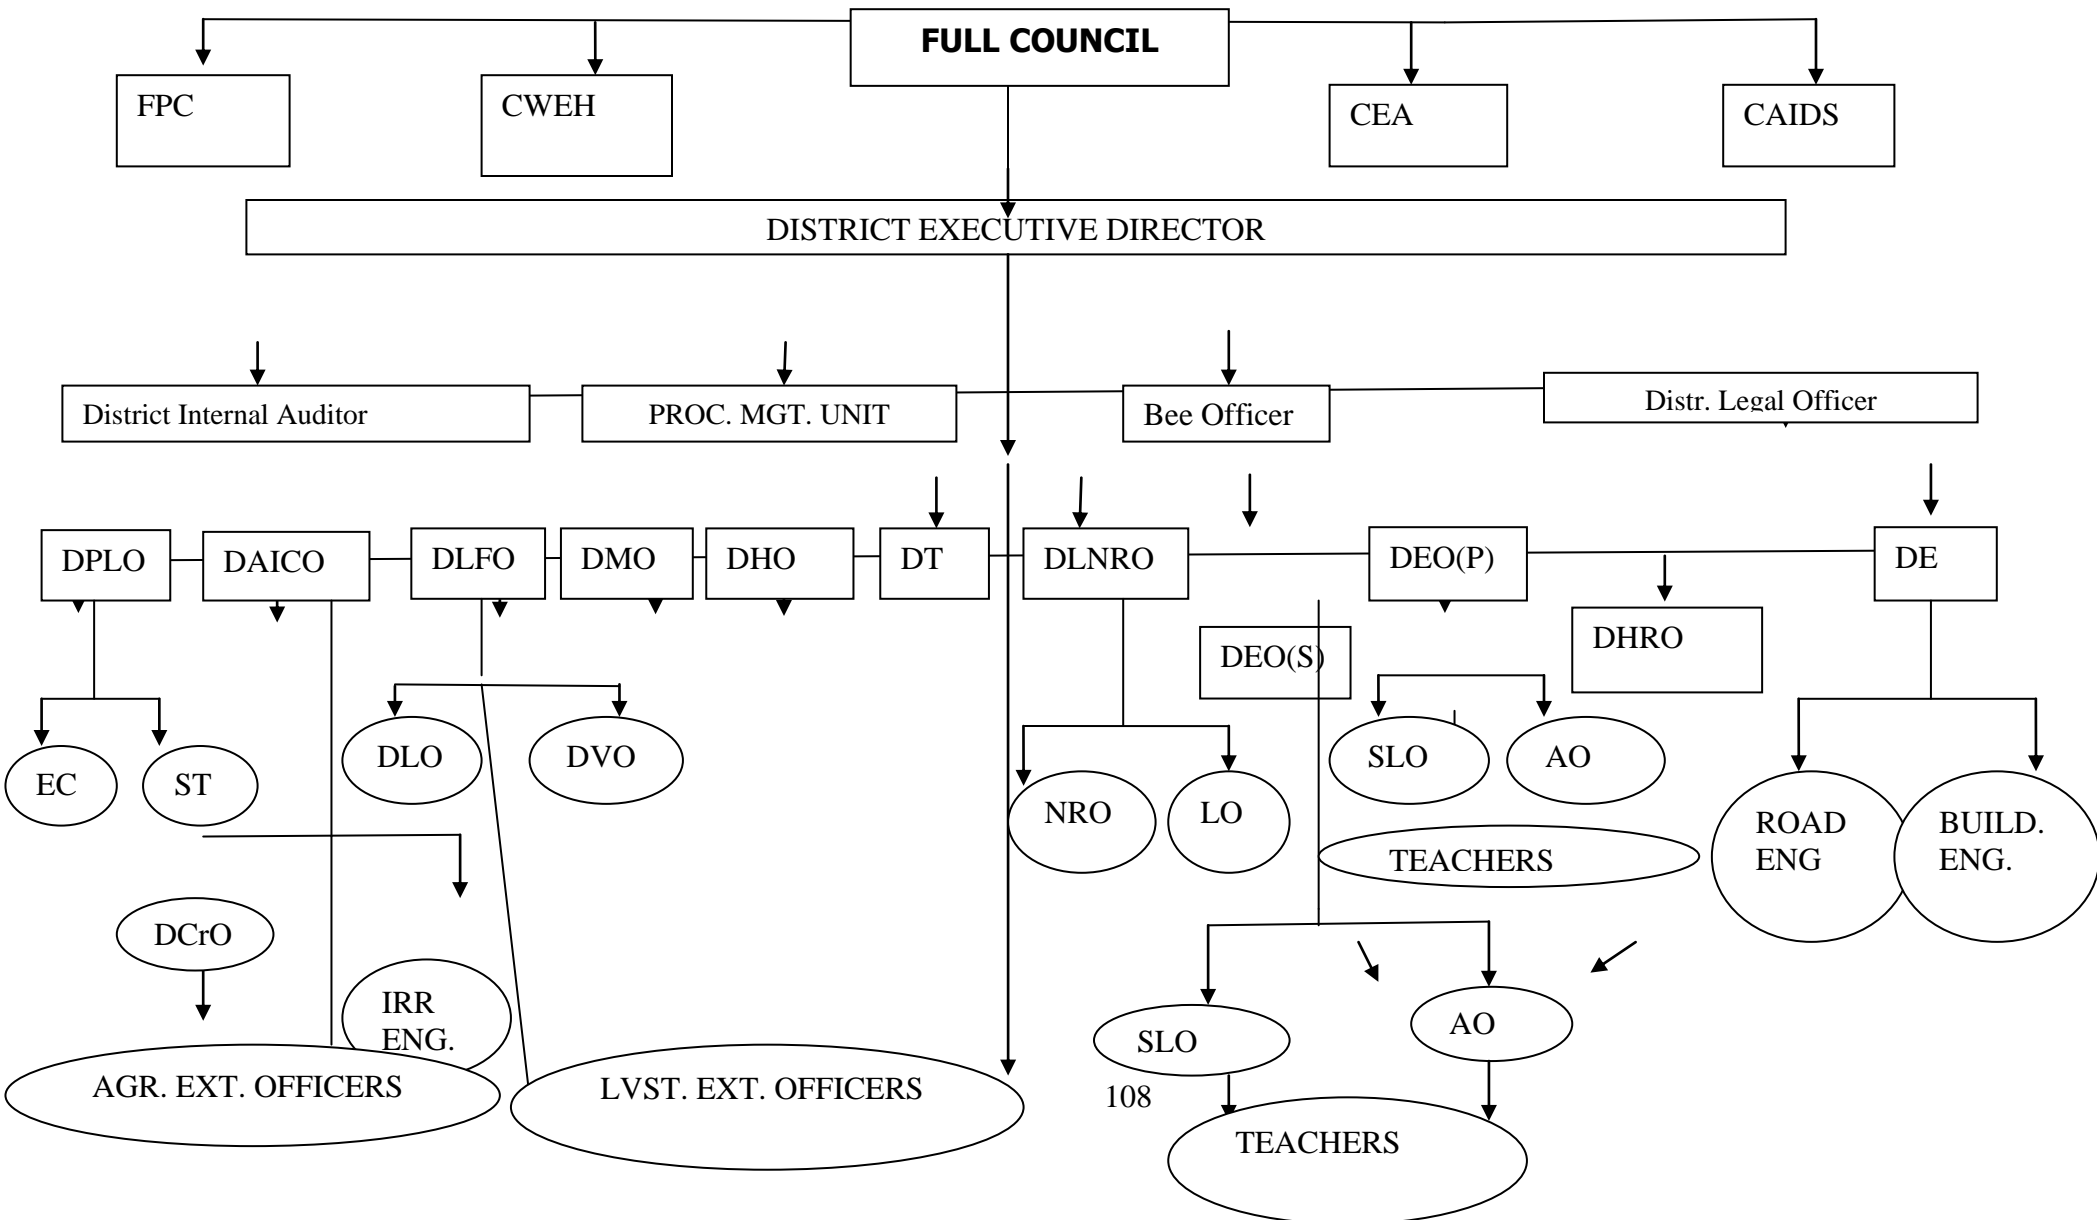 FULL COUNCIL
FPC
CWEH
CEA
CAIDS
DISTRICT EXECUTIVE DIRECTOR
District Internal Auditor
PROC. MGT. UNIT
Bee Officer
Distr. Legal Officer
DPLO
DAICO
DLFO
DMO
DHO
DT
DLNRO
DEO(P)
DE
DEO(S)
DHRO
EC
ST
DLO
DVO
NRO
LO
SLO
AO
TEACHERS
ROAD
ENG
BUILD.
ENG.
DCrO
IRR
ENG.
SLO
AO
AGR. EXT. OFFICERS
LVST. EXT. OFFICERS
108
TEACHERS